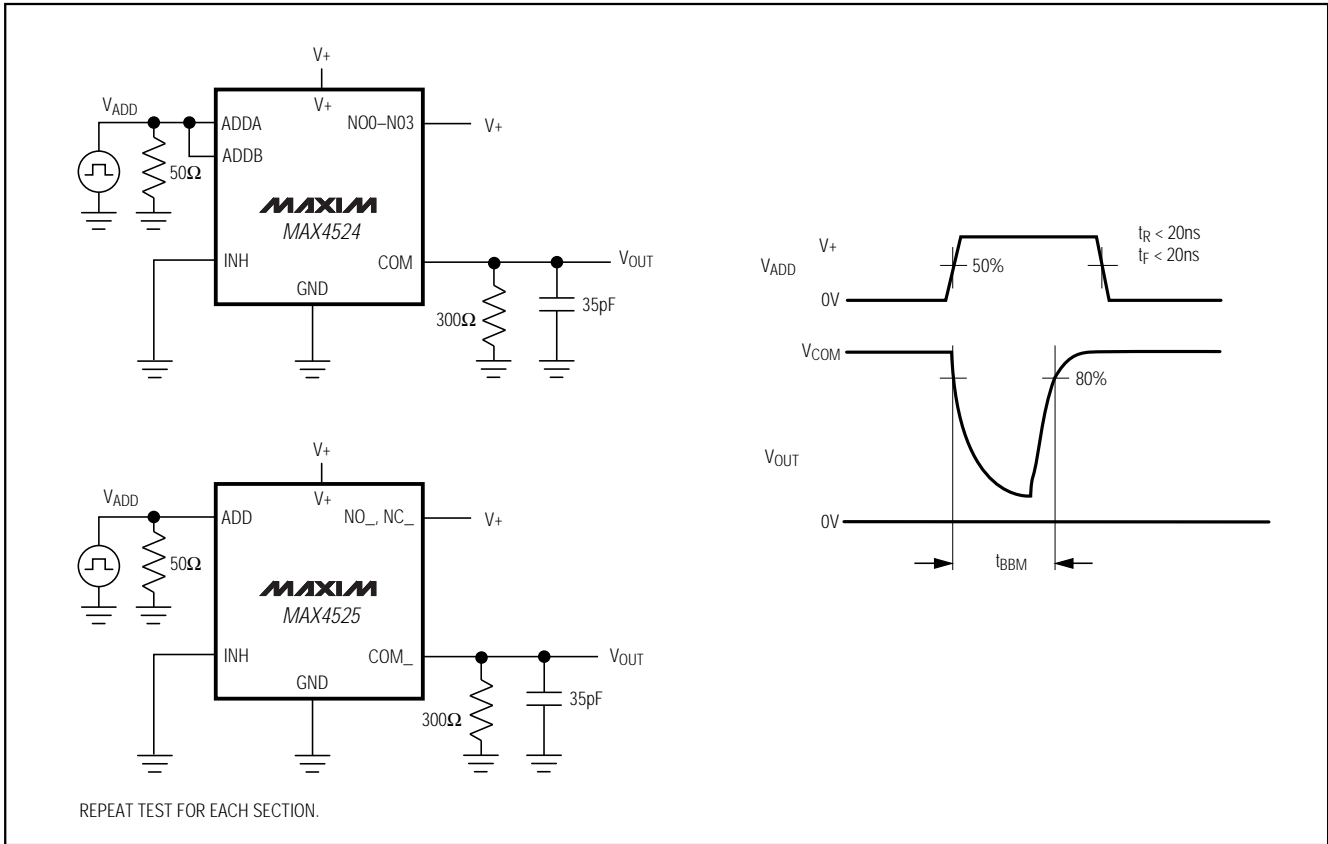 V+
VADD
V+
ADDA
NO0–NO3
V+
ADDB
50Ω
MAXIM
MAX4524
INH
COM
VOUT
GND
300Ω
35pF
V+
VADD
V+
ADD
NO_, NC_
V+
50Ω
MAXIM
MAX4525
INH
COM_
VOUT
GND
300Ω
35pF
REPEAT TEST FOR EACH SECTION.
V+
tR < 20ns
tF < 20ns
VADD
50%
0V
VCOM
80%
VOUT
0V
tBBM